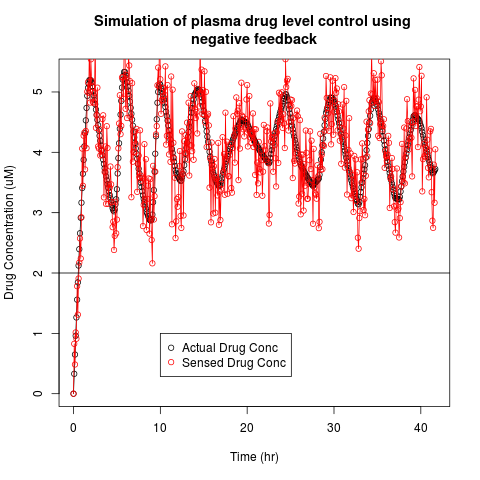 Simulation of plasma drug level control using
negative feedback
Drug Concentration (uM)
5
4
3
2
1
0
Actual Drug Conc
Sensed Drug Conc
0 10 20 30 40
Time (hr)